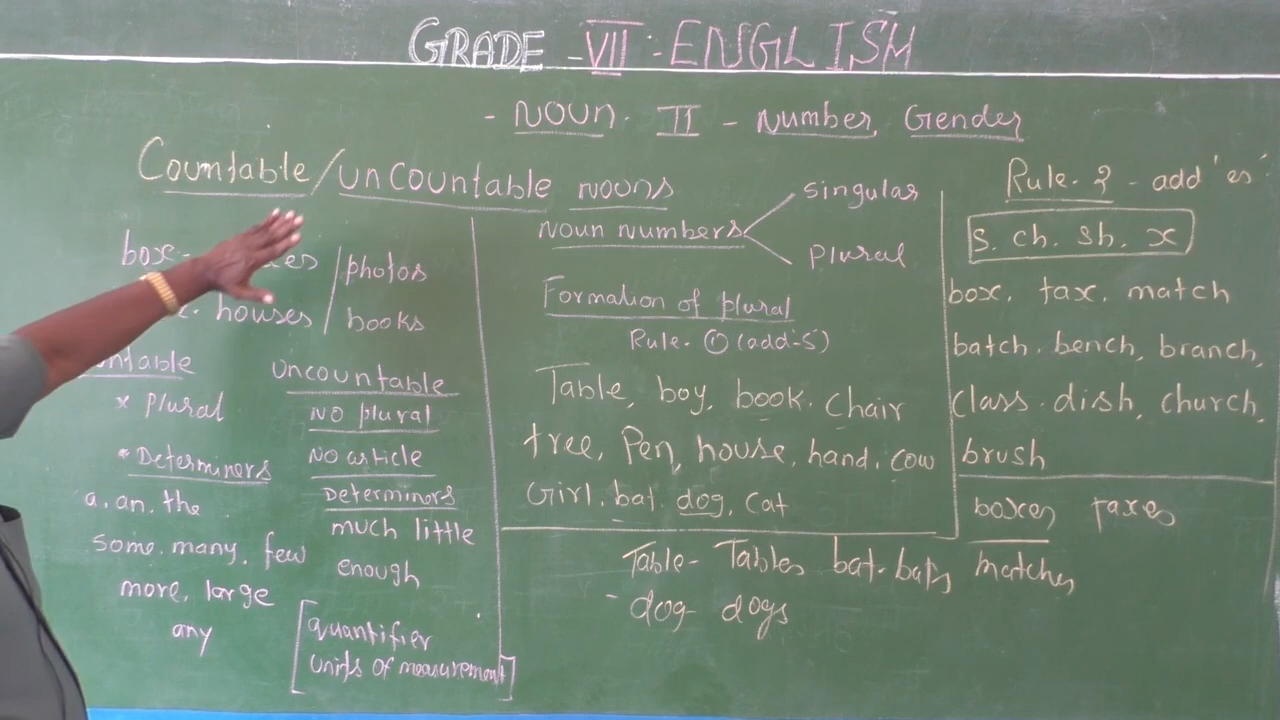 GRADE -VII - ENGLISH
- NOUN. II - Number, Gender
Countable/uncountable nouns
box-
photos
houses
books
uncountable
* plural
NO plural
* Determiners
NO article
a. an. the
Determiners
some. many. few
much little
more. large
enough
any
quantifier
units of measurement
noun numbers
singular
plural
Formation of plural
Rule. ① (add-s)
Table, boy, book. chair
tree, Pen, house, hand. cow
Girl. bat. dog, cat
Table- Tables bat. bats
- dog- dogs
Rule. 2 - add 'es'
s. ch. sh. x
box. tax. match
batch. bench, branch,
class. dish, church,
brush
boxes taxes
matches